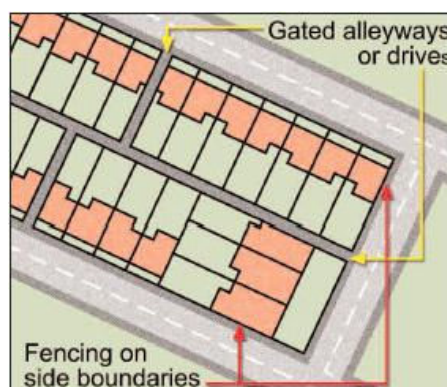 Gated alleyways
or drives
Fencing on
side boundaries